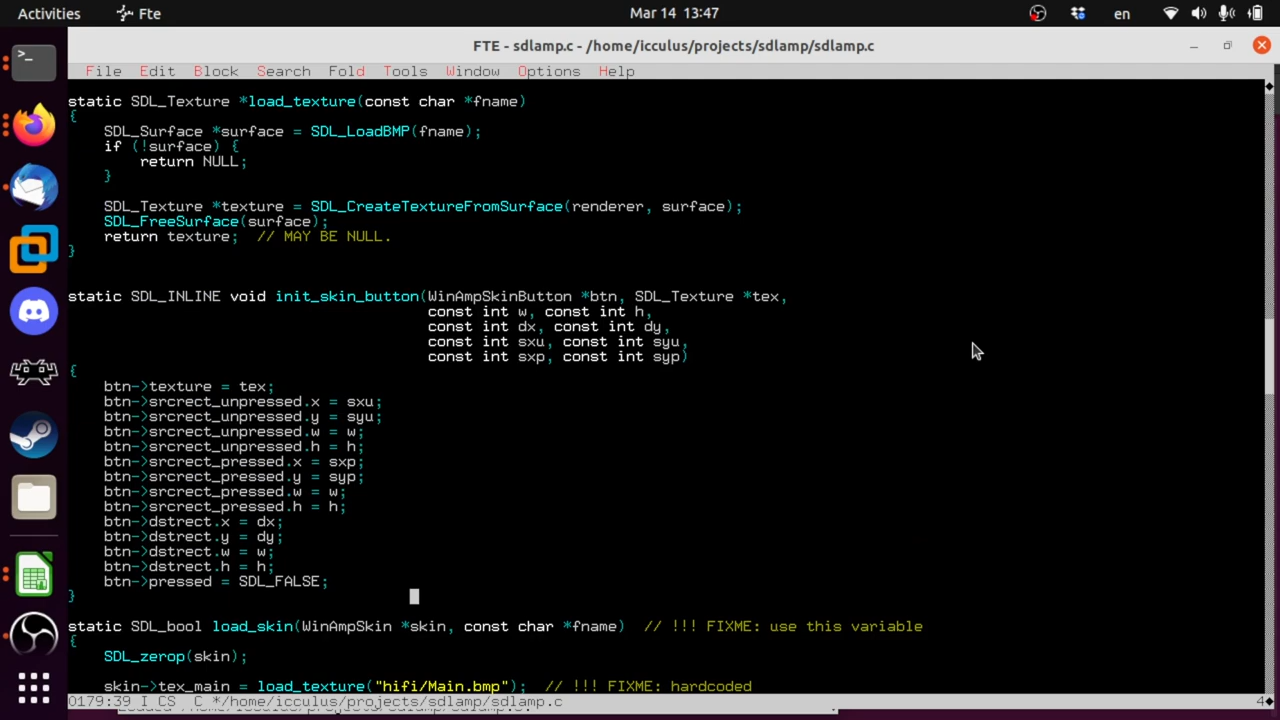 Activities Fte Mar 14 13:47 en
FTE - sdlamp.c - /home/icculus/projects/sdlamp/sdlamp.c
File Edit Block Search Fold Tools Window Options Help
static SDL_Texture *load_texture(const char *fname)
{
    SDL_Surface *surface = SDL_LoadBMP(fname);
    if (!surface) {
        return NULL;
    }
    SDL_Texture *texture = SDL_CreateTextureFromSurface(renderer, surface);
    SDL_FreeSurface(surface);
    return texture;  // MAY BE NULL.
}
static SDL_INLINE void init_skin_button(WinAmpSkinButton *btn, SDL_Texture *tex,
                                        const int w, const int h,
                                        const int dx, const int dy,
                                        const int sxu, const int syu,
                                        const int sxp, const int syp)
{
    btn->texture = tex;
    btn->srcrect_unpressed.x = sxu;
    btn->srcrect_unpressed.y = syu;
    btn->srcrect_unpressed.w = w;
    btn->srcrect_unpressed.h = h;
    btn->srcrect_pressed.x = sxp;
    btn->srcrect_pressed.y = syp;
    btn->srcrect_pressed.w = w;
    btn->srcrect_pressed.h = h;
    btn->dstrect.x = dx;
    btn->dstrect.y = dy;
    btn->dstrect.w = w;
    btn->dstrect.h = h;
    btn->pressed = SDL_FALSE;
}
static SDL_bool load_skin(WinAmpSkin *skin, const char *fname)  // !!! FIXME: use this variable
{
    SDL_zerop(skin);
    skin->tex_main = load_texture("hifi/Main.bmp");  // !!! FIXME: hardcoded
0179:39 I CS  C */home/icculus/projects/sdlamp/sdlamp.c 4